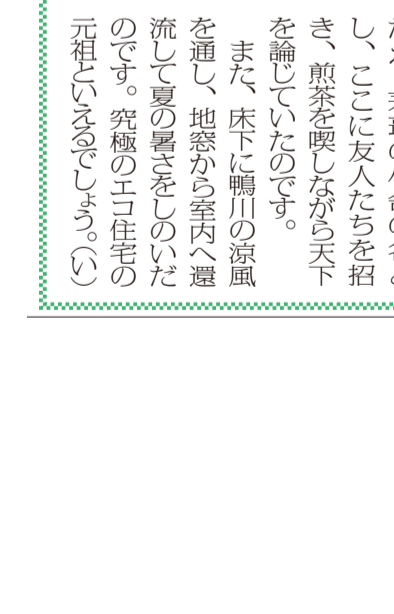 し、ここに友人たちを招
き、煎茶を喫しながら天下
を論じていたのです。
また、床下に鴨川の涼風
を通し、地窓から室内へ還
流して夏の暑さをしのいだ
のです。究極のエコ住宅の
元祖といえるでしょう。(い)